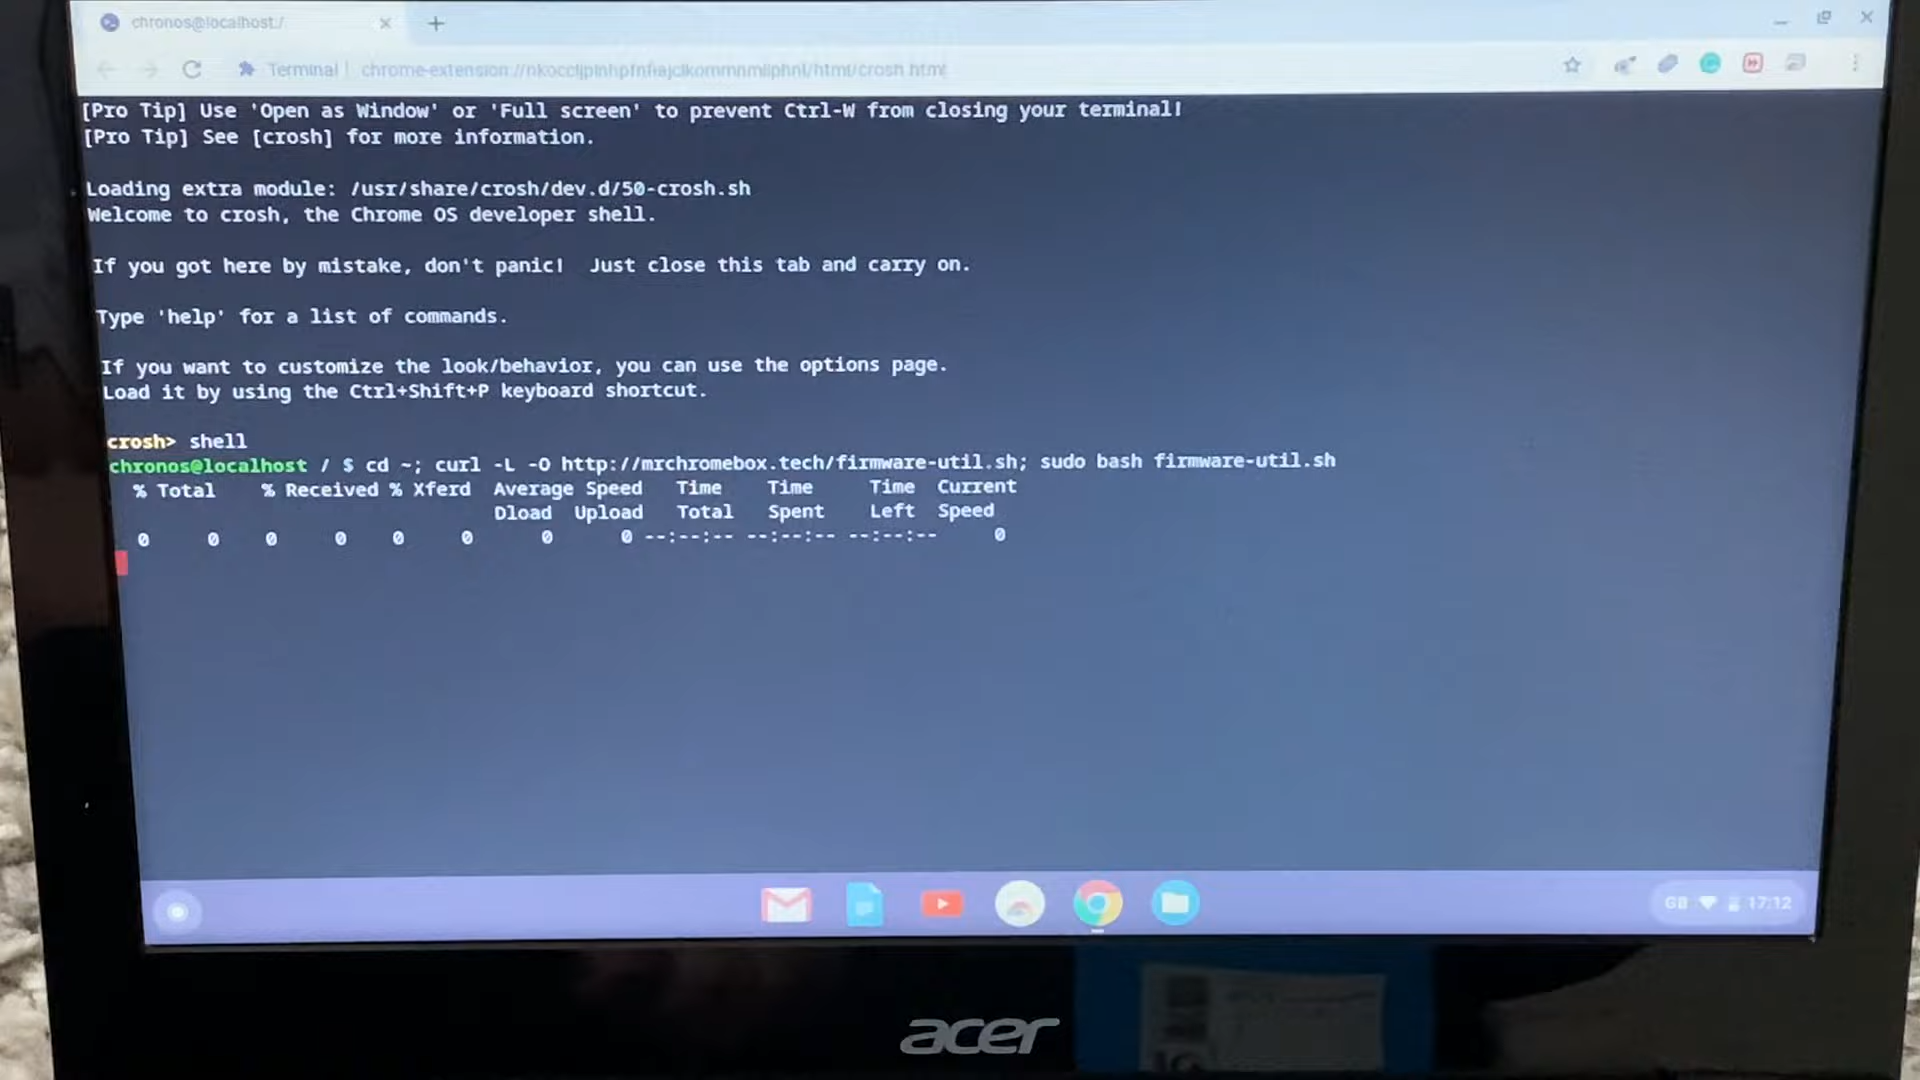 chronos@localhost:/
Terminal | chrome-extension://nkoccljplnhpfnfiajclkommnmllphnl/html/crosh.html
[Pro Tip] Use 'Open as Window' or 'Full screen' to prevent Ctrl-W from closing your terminal!
[Pro Tip] See [crosh] for more information.
Loading extra module: /usr/share/crosh/dev.d/50-crosh.sh
Welcome to crosh, the Chrome OS developer shell.
If you got here by mistake, don't panic!  Just close this tab and carry on.
Type 'help' for a list of commands.
If you want to customize the look/behavior, you can use the options page.
Load it by using the Ctrl+Shift+P keyboard shortcut.
crosh> shell
chronos@localhost / $ cd ~; curl -L -O http://mrchromebox.tech/firmware-util.sh; sudo bash firmware-util.sh
% Total % Received % Xferd Average Speed Time Time Time Current
Dload Upload Total Spent Left Speed
0 0 0 0 0 0 0 0 --:--:-- --:--:-- --:--:-- 0
GB 17:12
acer